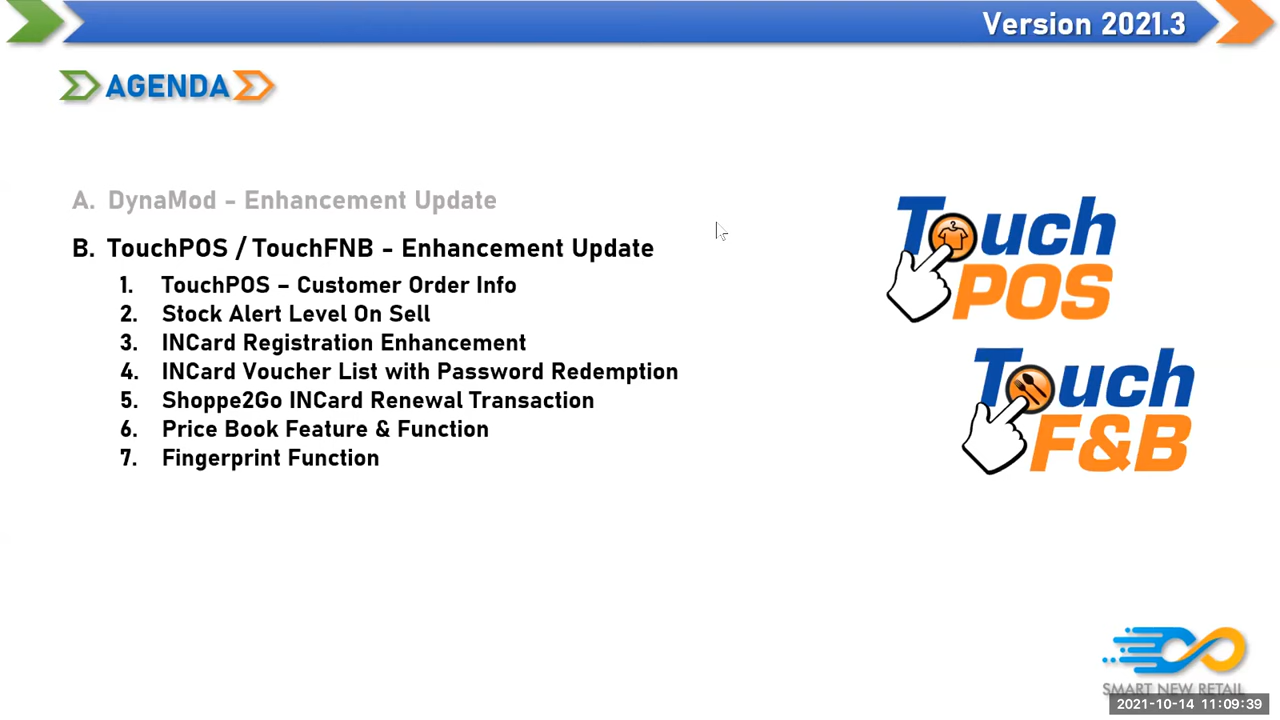 Version 2021.3
AGENDA
A. DynaMod - Enhancement Update
B. TouchPOS / TouchFNB - Enhancement Update
1. TouchPOS – Customer Order Info
2. Stock Alert Level On Sell
3. INCard Registration Enhancement
4. INCard Voucher List with Password Redemption
5. Shoppe2Go INCard Renewal Transaction
6. Price Book Feature & Function
7. Fingerprint Function
Touch
POS
Touch
F&B
SMART NEW RETAIL
2021-10-14 11:09:39